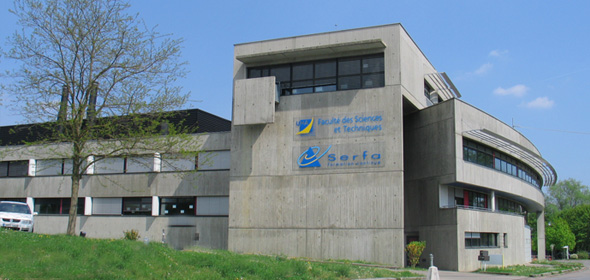 Faculté des Sciences
et Techniques
Serfa